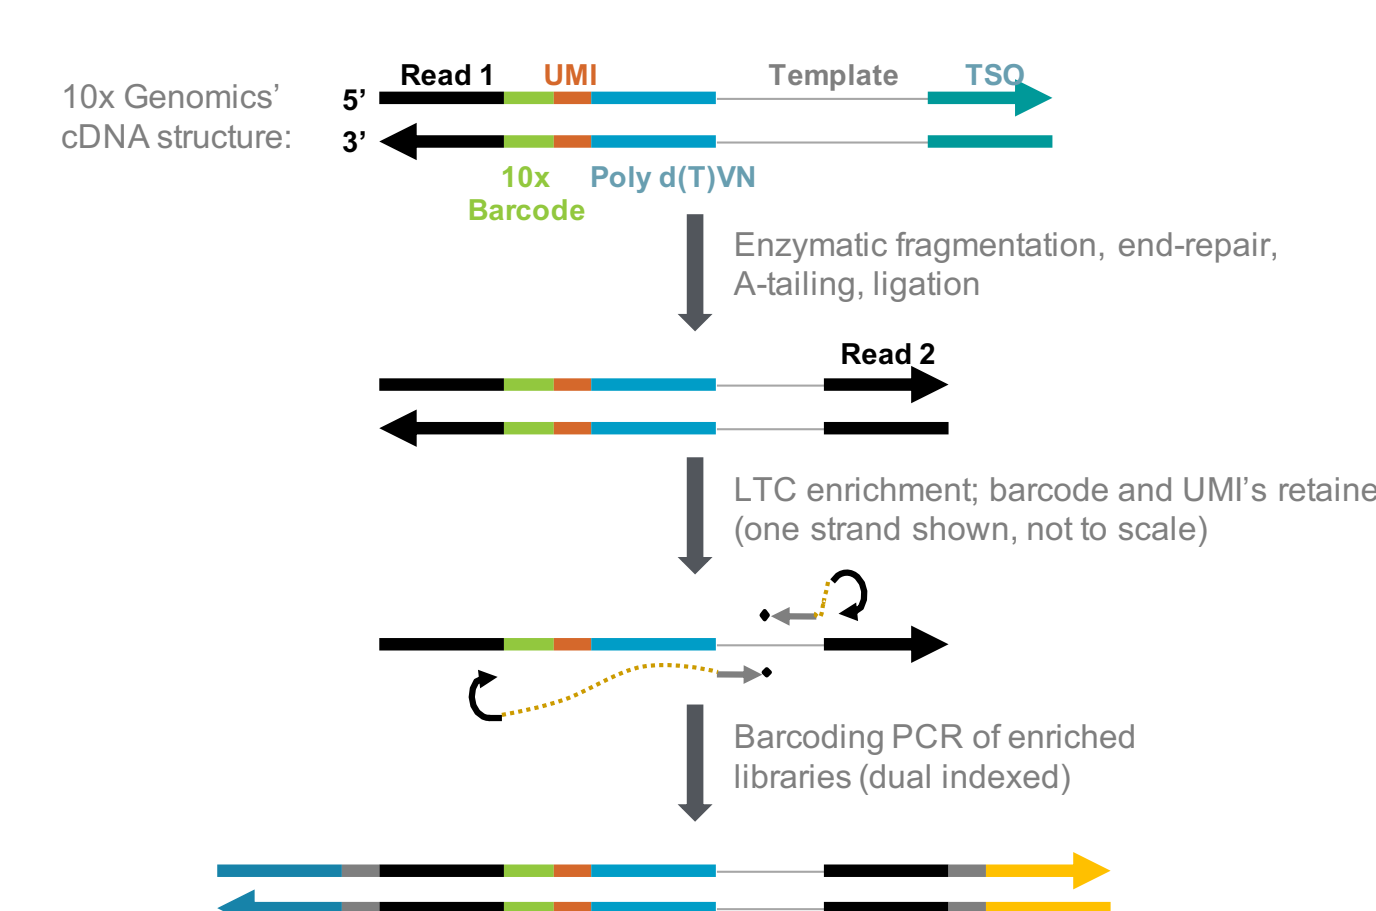 Read 1 UMI Template TSO
10x Genomics’ 5’
cDNA structure: 3’
10x Poly d(T)VN
Barcode
Enzymatic fragmentation, end-repair,
A-tailing, ligation
Read 2
LTC enrichment; barcode and UMI’s retaine
(one strand shown, not to scale)
Barcoding PCR of enriched
libraries (dual indexed)